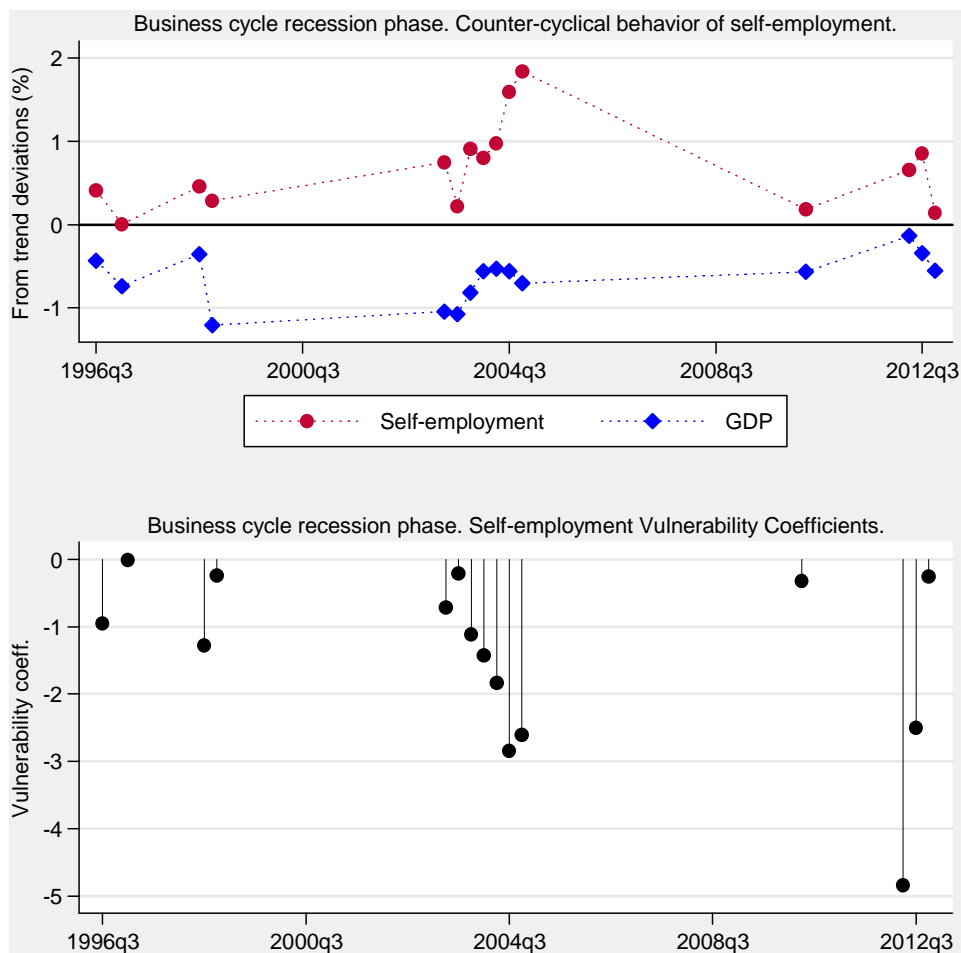 Business cycle recession phase. Counter-cyclical behavior of self-employment.
From trend deviations (%)
2
1
0
-1
1996q3 2000q3 2004q3 2008q3 2012q3
Self-employment GDP
Business cycle recession phase. Self-employment Vulnerability Coefficients.
Vulnerability coeff.
0
-1
-2
-3
-4
-5
1996q3 2000q3 2004q3 2008q3 2012q3